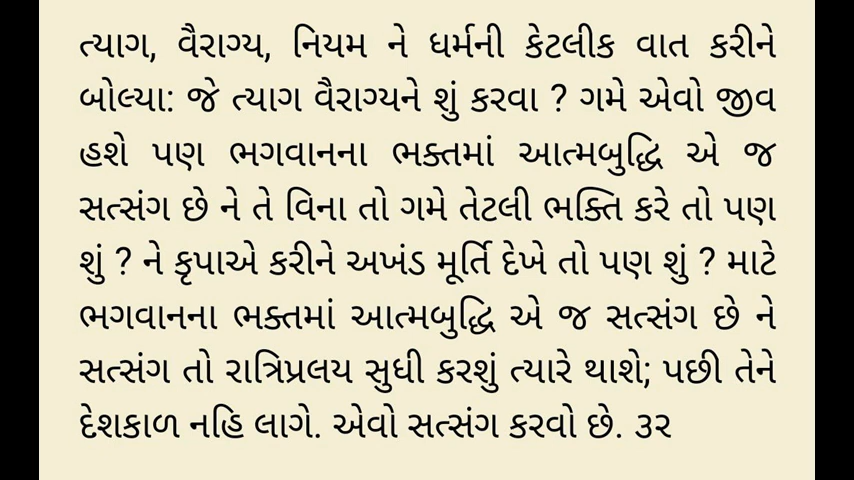 ત્યાગ, વૈરાગ્ય, નિયમ ને ધર્મની કેટલીક વાત કરીને
બોલ્યા: જે ત્યાગ વૈરાગ્યને શું કરવા ? ગમે એવો જીવ
હશે પણ ભગવાનના ભક્તમાં આત્મબુદ્ધિ એ જ
સત્સંગ છે ને તે વિના તો ગમે તેટલી ભક્તિ કરે તો પણ
શું ? ને કૃપાએ કરીને અખંડ મૂર્તિ દેખે તો પણ શું ? માટે
ભગવાનના ભક્તમાં આત્મબુદ્ધિ એ જ સત્સંગ છે ને
સત્સંગ તો રાત્રિપ્રલય સુધી કરશું ત્યારે થાશે; પછી તેને
દેશકાળ નહિ લાગે. એવો સત્સંગ કરવો છે. ૩૨